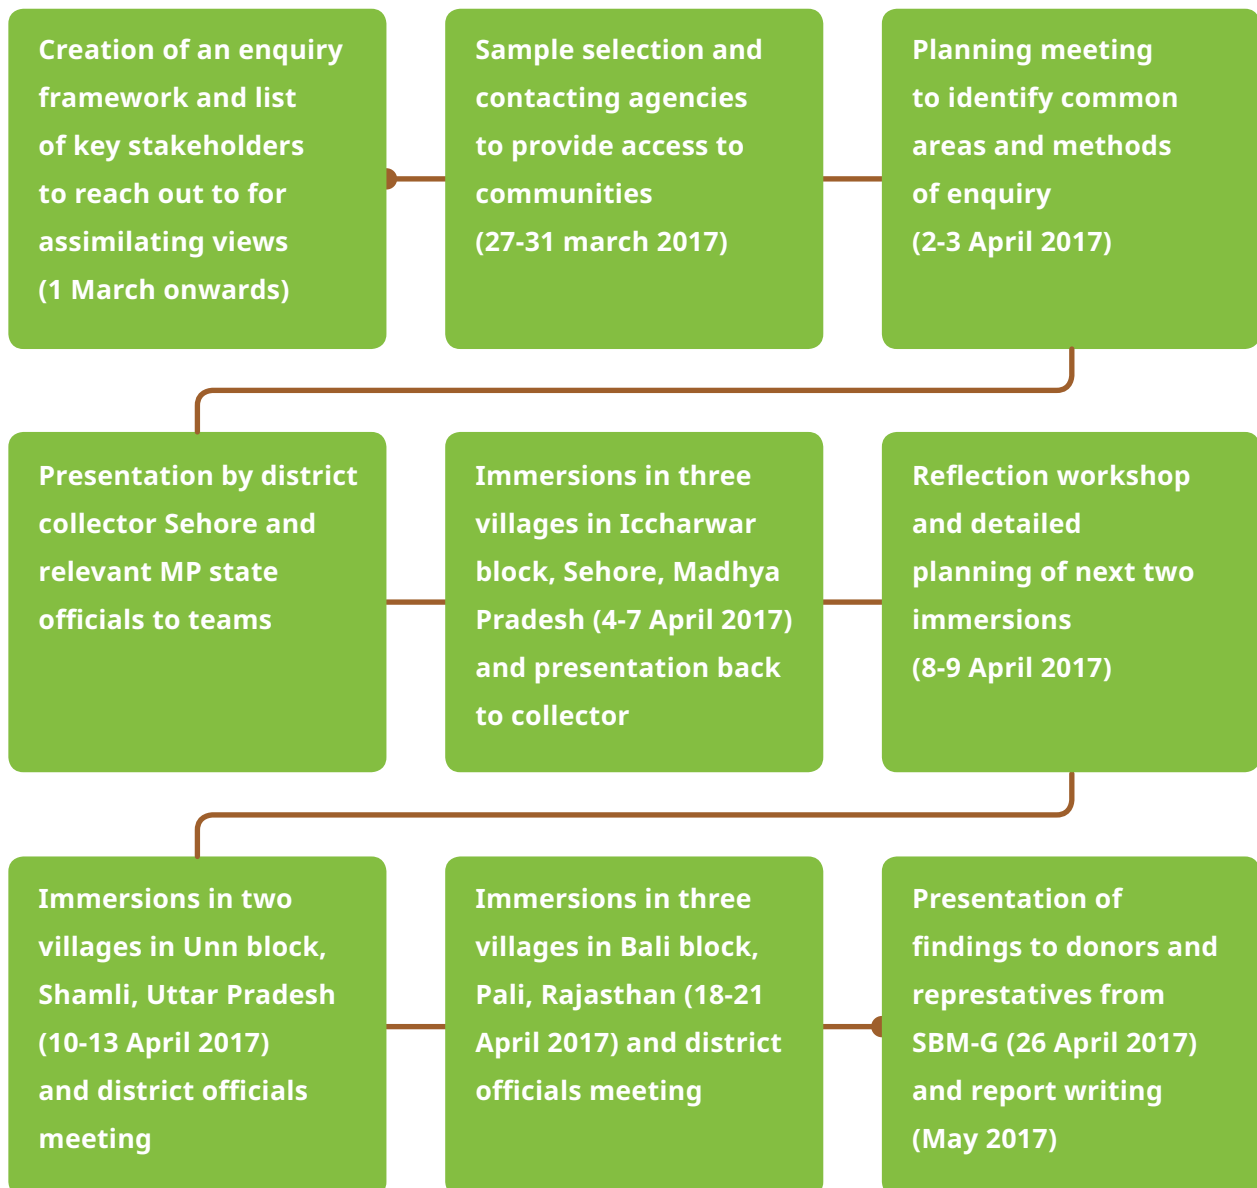 Creation of an enquiry
framework and list
of key stakeholders
to reach out to for
assimilating views
(1 March onwards)
Sample selection and
contacting agencies
to provide access to
communities
(27-31 march 2017)
Planning meeting
to identify common
areas and methods
of enquiry
(2-3 April 2017)
Presentation by district
collector Sehore and
relevant MP state
officials to teams
Immersions in three
villages in Iccharwar
block, Sehore, Madhya
Pradesh (4-7 April 2017)
and presentation back
to collector
Reflection workshop
and detailed
planning of next two
immersions
(8-9 April 2017)
Immersions in two
villages in Unn block,
Shamli, Uttar Pradesh
(10-13 April 2017)
and district officials
meeting
Immersions in three
villages in Bali block,
Pali, Rajasthan (18-21
April 2017) and district
officials meeting
Presentation of
findings to donors and
represtatives from
SBM-G (26 April 2017)
and report writing
(May 2017)